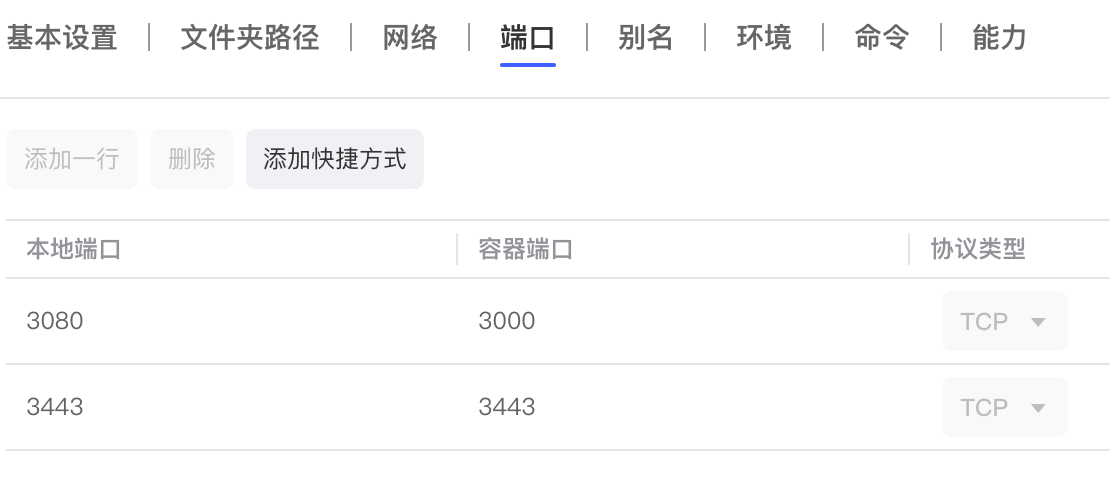 基本设置 文件夹路径 网络 端口 别名 环境 命令 能力
添加一行 删除 添加快捷方式
本地端口 容器端口 协议类型
3080 3000 TCP
3443 3443 TCP